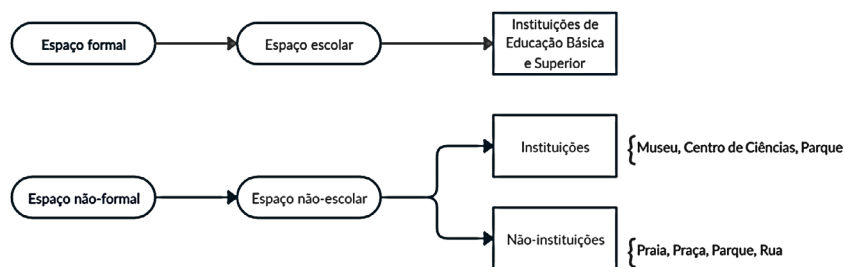 Espaço formal
Espaço escolar
Instituições de
Educação Básica
e Superior
Espaço não-formal
Espaço não-escolar
Instituições
Museu, Centro de Ciências, Parque
Não-instituições
Praia, Praça, Parque, Rua